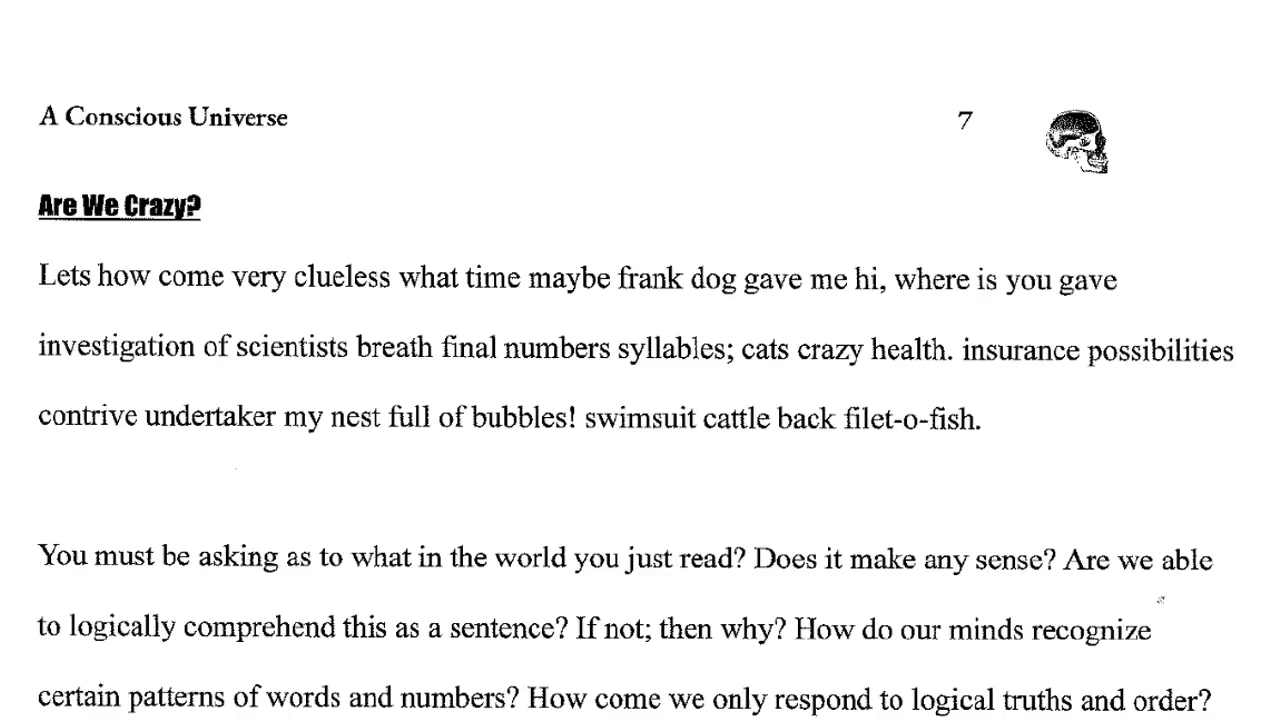 A Conscious Universe 7
Are We Crazy?
Lets how come very clueless what time maybe frank dog gave me hi, where is you gave
investigation of scientists breath final numbers syllables; cats crazy health. insurance possibilities
contrive undertaker my nest full of bubbles! swimsuit cattle back filet-o-fish.
You must be asking as to what in the world you just read? Does it make any sense? Are we able
to logically comprehend this as a sentence? If not; then why? How do our minds recognize
certain patterns of words and numbers? How come we only respond to logical truths and order?